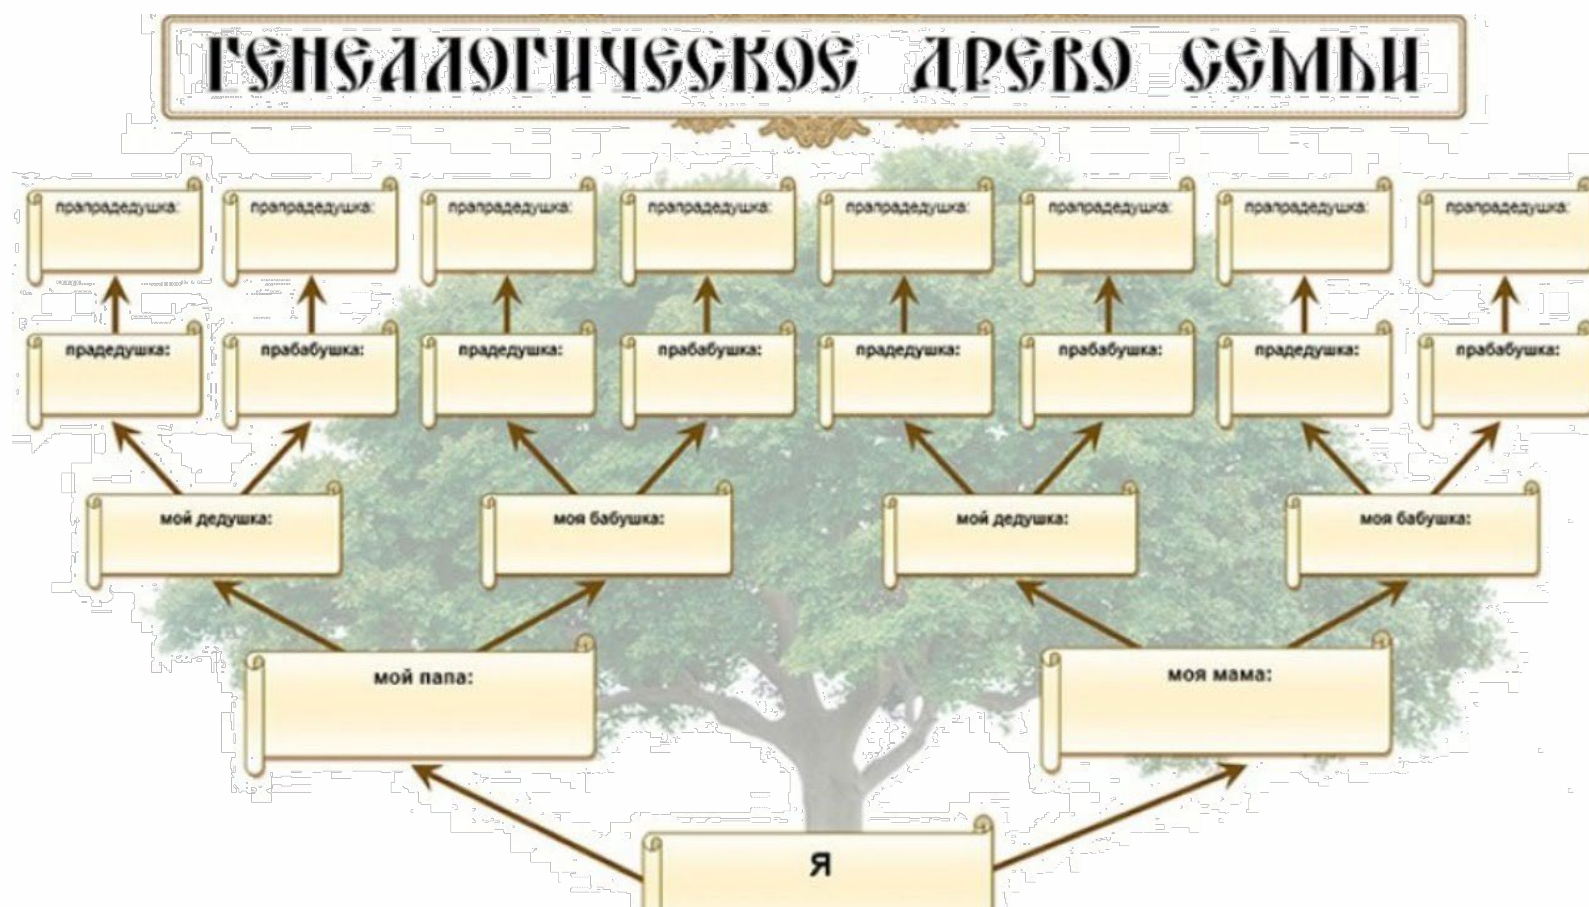 ГЕНЕАЛОГИЧЕСКОЕ ДРЕВО СЕМЬИ
прапрадедушка: прапрадедушка: прапрадедушка: прапрадедушка: прапрадедушка: прапрадедушка: прапрадедушка: прапрадедушка:
прадедушка: прабабушка: прадедушка: прабабушка: прадедушка: прабабушка: прадедушка: прабабушка:
мой дедушка: моя бабушка: мой дедушка: моя бабушка:
мой папа: моя мама:
Я